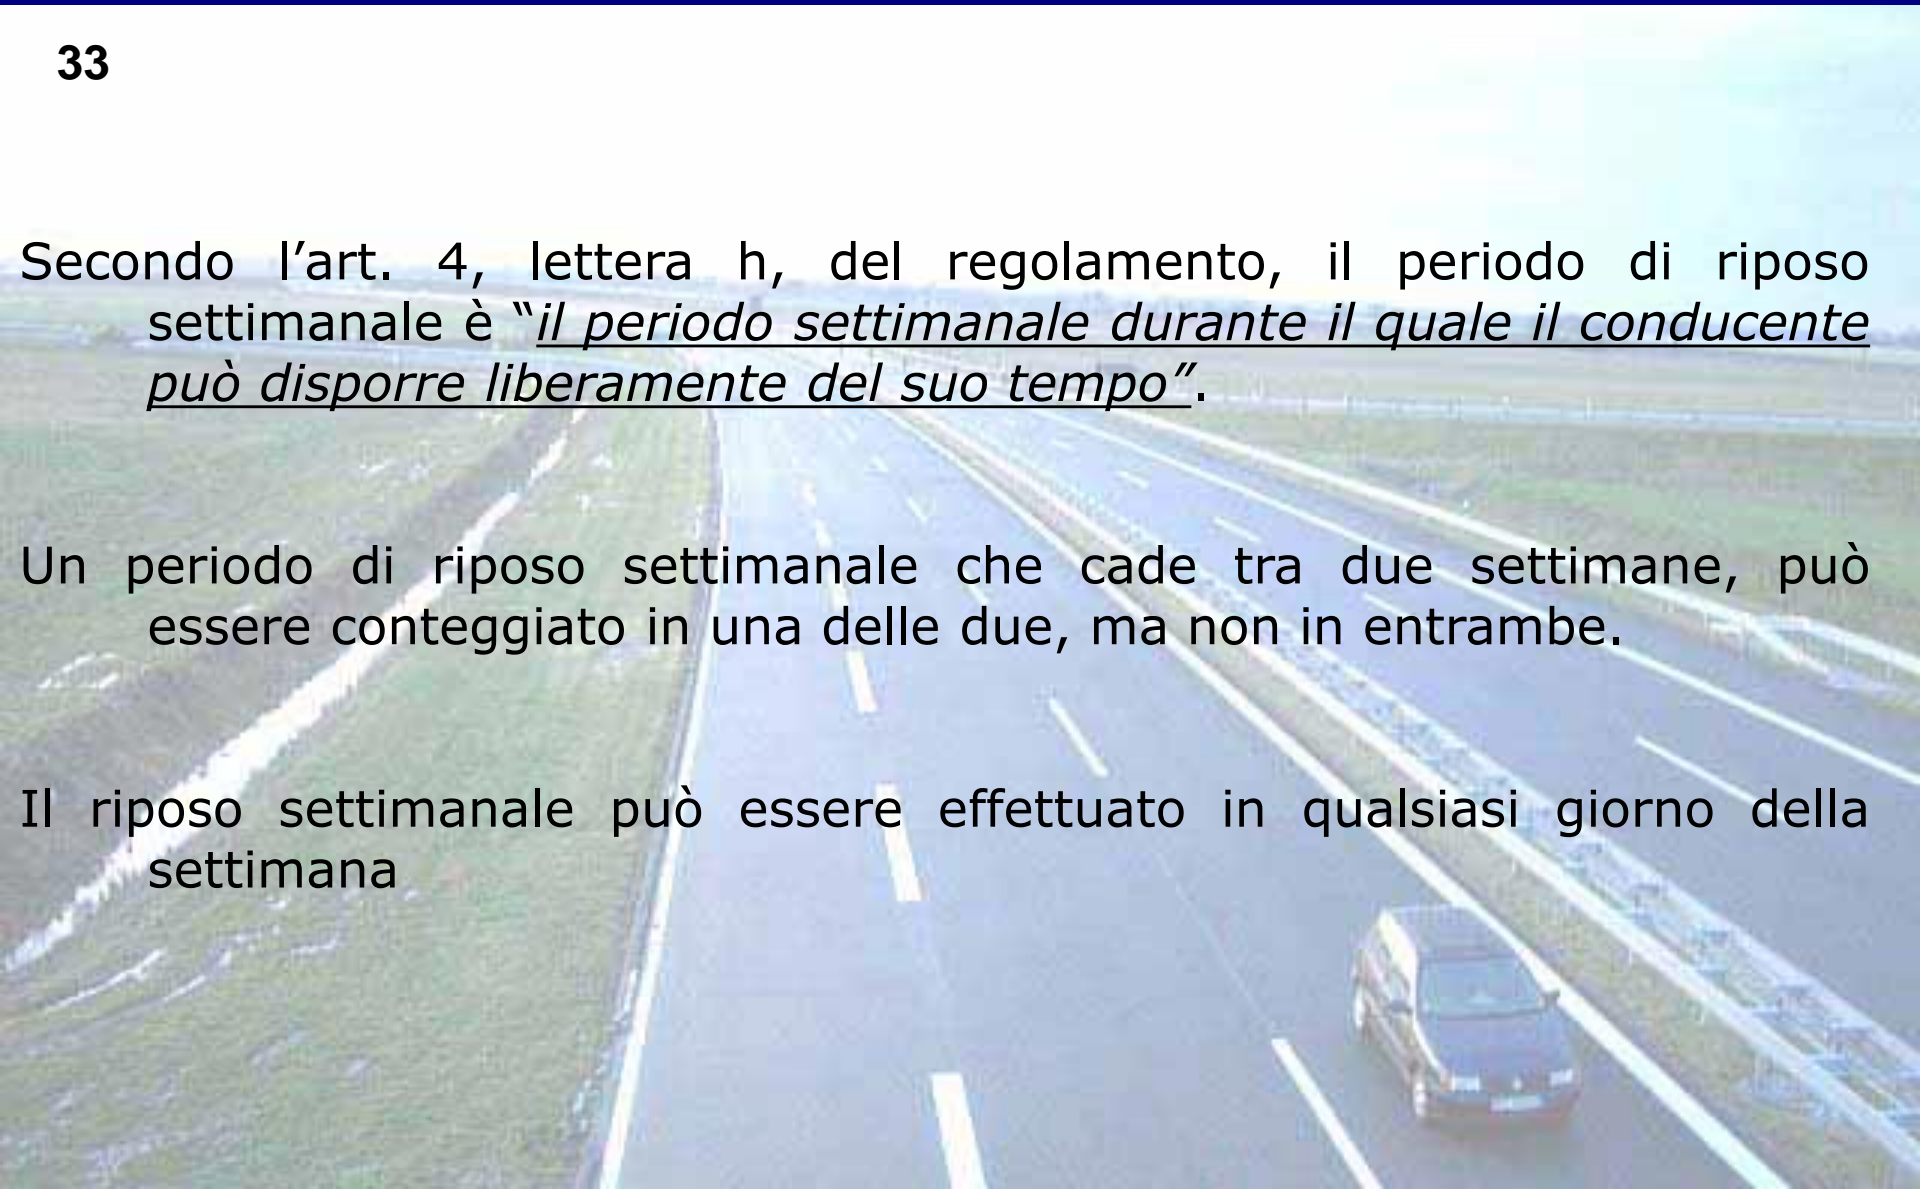 33
Secondo l’art. 4, lettera h, del regolamento, il periodo di riposo
settimanale è “il periodo settimanale durante il quale il conducente
può disporre liberamente del suo tempo”.
Un periodo di riposo settimanale che cade tra due settimane, può
essere conteggiato in una delle due, ma non in entrambe.
Il riposo settimanale può essere effettuato in qualsiasi giorno della
settimana